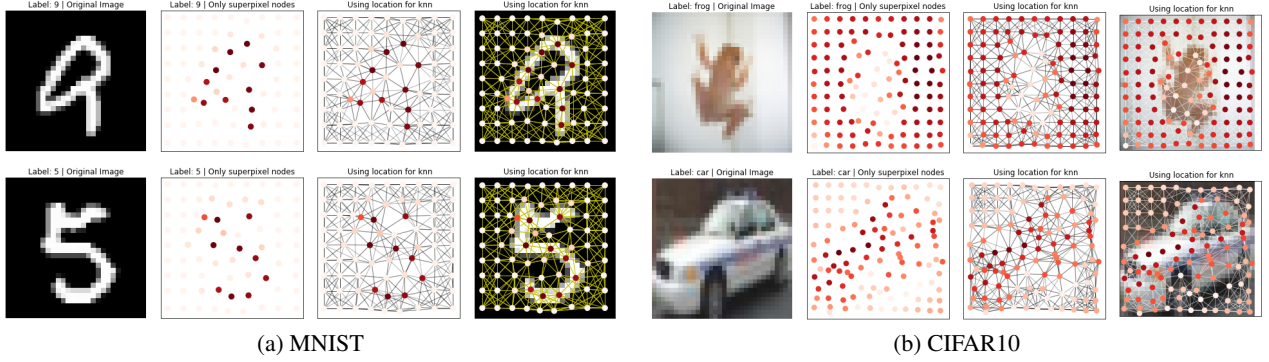 Label: 9 | Original Image
Label: 9 | Only superpixel nodes
Using location for knn
Using location for knn
Label: 5 | Original Image
Label: 5 | Only superpixel nodes
Using location for knn
Using location for knn
(a) MNIST
Label: frog | Original Image
Label: frog | Only superpixel nodes
Using location for knn
Using location for knn
Label: car | Original Image
Label: car | Only superpixel nodes
Using location for knn
Using location for knn
(b) CIFAR10